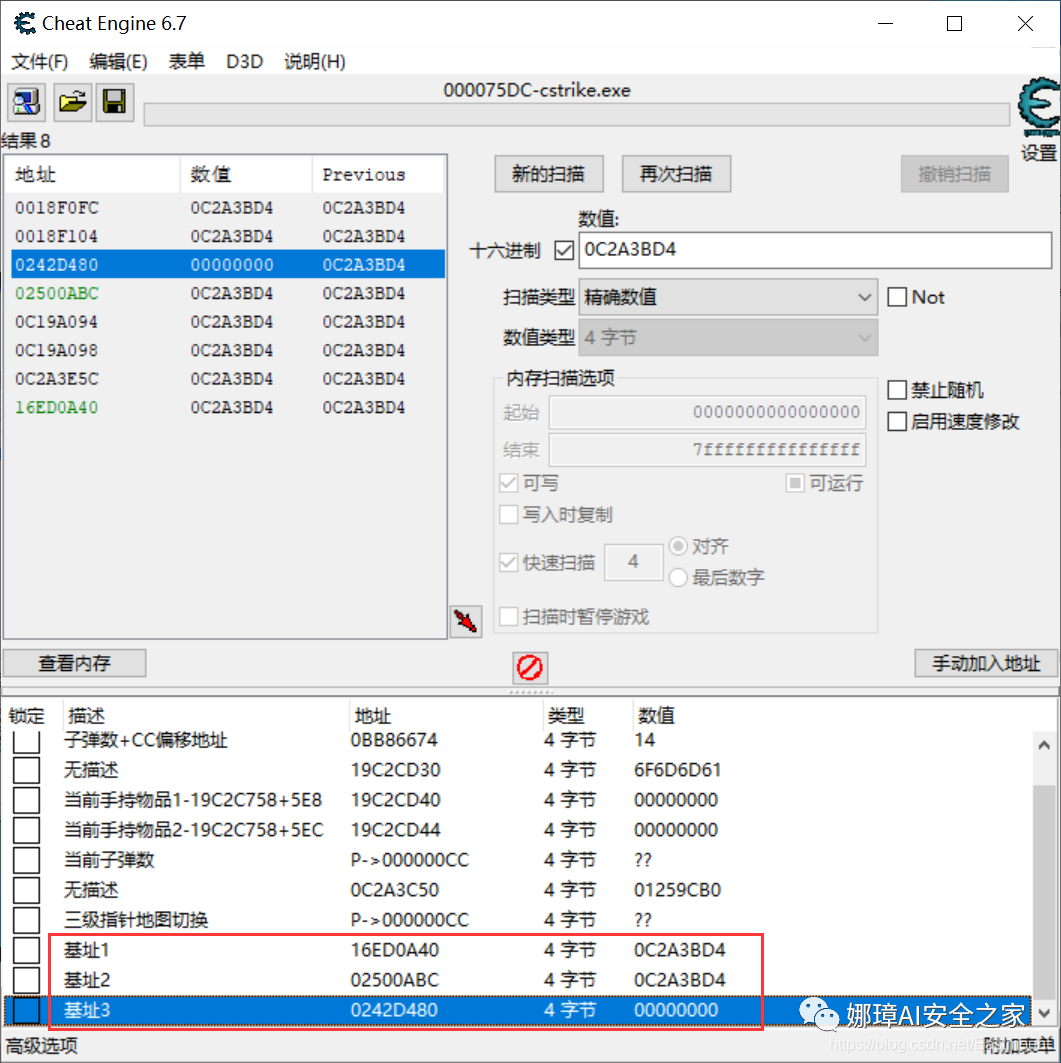 Cheat Engine 6.7
文件(F) 编辑(E) 表单 D3D 说明(H)
000075DC-cstrike.exe
设置
结果 8
地址 数值 Previous
0018F0FC 0C2A3BD4 0C2A3BD4
0018F104 0C2A3BD4 0C2A3BD4
0242D480 00000000 0C2A3BD4
02500ABC 0C2A3BD4 0C2A3BD4
0C19A094 0C2A3BD4 0C2A3BD4
0C19A098 0C2A3BD4 0C2A3BD4
0C2A3E5C 0C2A3BD4 0C2A3BD4
16ED0A40 0C2A3BD4 0C2A3BD4
新的扫描 再次扫描 撤销扫描
数值:
十六进制 0C2A3BD4
扫描类型 精确数值 Not
数值类型 4 字节
内存扫描选项
起始 0000000000000000
结束 7fffffffffffffff
可写 可运行
写入时复制
快速扫描 4 对齐
最后数字
扫描时暂停游戏
禁止随机
启用速度修改
查看内存 手动加入地址
锁定 描述 地址 类型 数值
子弹数+CC偏移地址 0BB86674 4 字节 14
无描述 19C2CD30 4 字节 6F6D6D61
当前手持物品1-19C2C758+5E8 19C2CD40 4 字节 00000000
当前手持物品2-19C2C758+5EC 19C2CD44 4 字节 00000000
当前子弹数 P->000000CC 4 字节 ??
无描述 0C2A3C50 4 字节 01259CB0
三级指针地图切换 P->000000CC 4 字节 ??
基址1 16ED0A40 4 字节 0C2A3BD4
基址2 02500ABC 4 字节 0C2A3BD4
基址3 0242D480 4 字节 00000000
娜璋AI安全之家
高级选项 附加表单